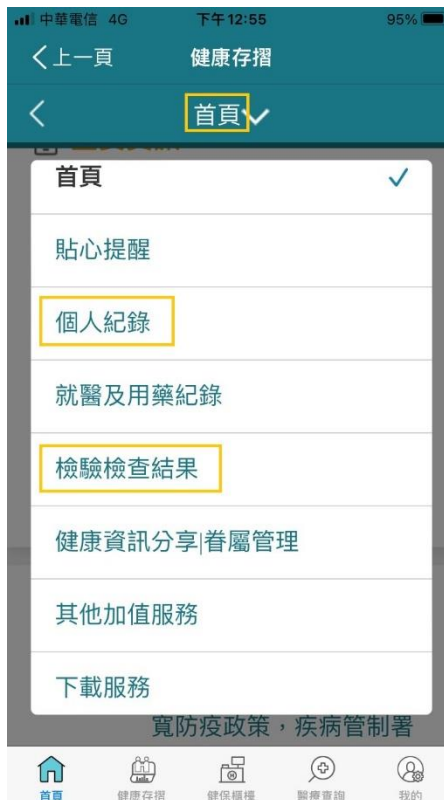 中華電信 4G 下午12:55 95%
上一頁 健康存摺
首頁
首頁
貼心提醒
個人紀錄
就醫及用藥紀錄
檢驗檢查結果
健康資訊分享|眷屬管理
其他加值服務
下載服務
寬防疫政策，疾病管制署
首頁 健康存摺 健保櫃檯 醫療查詢 我的